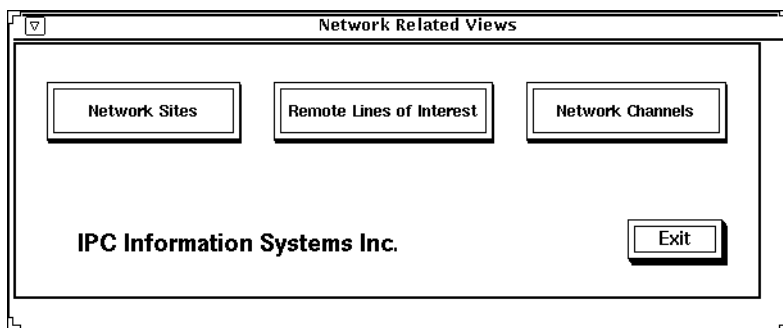 Network Related Views
Network Sites
Remote Lines of Interest
Network Channels
IPC Information Systems Inc.
Exit